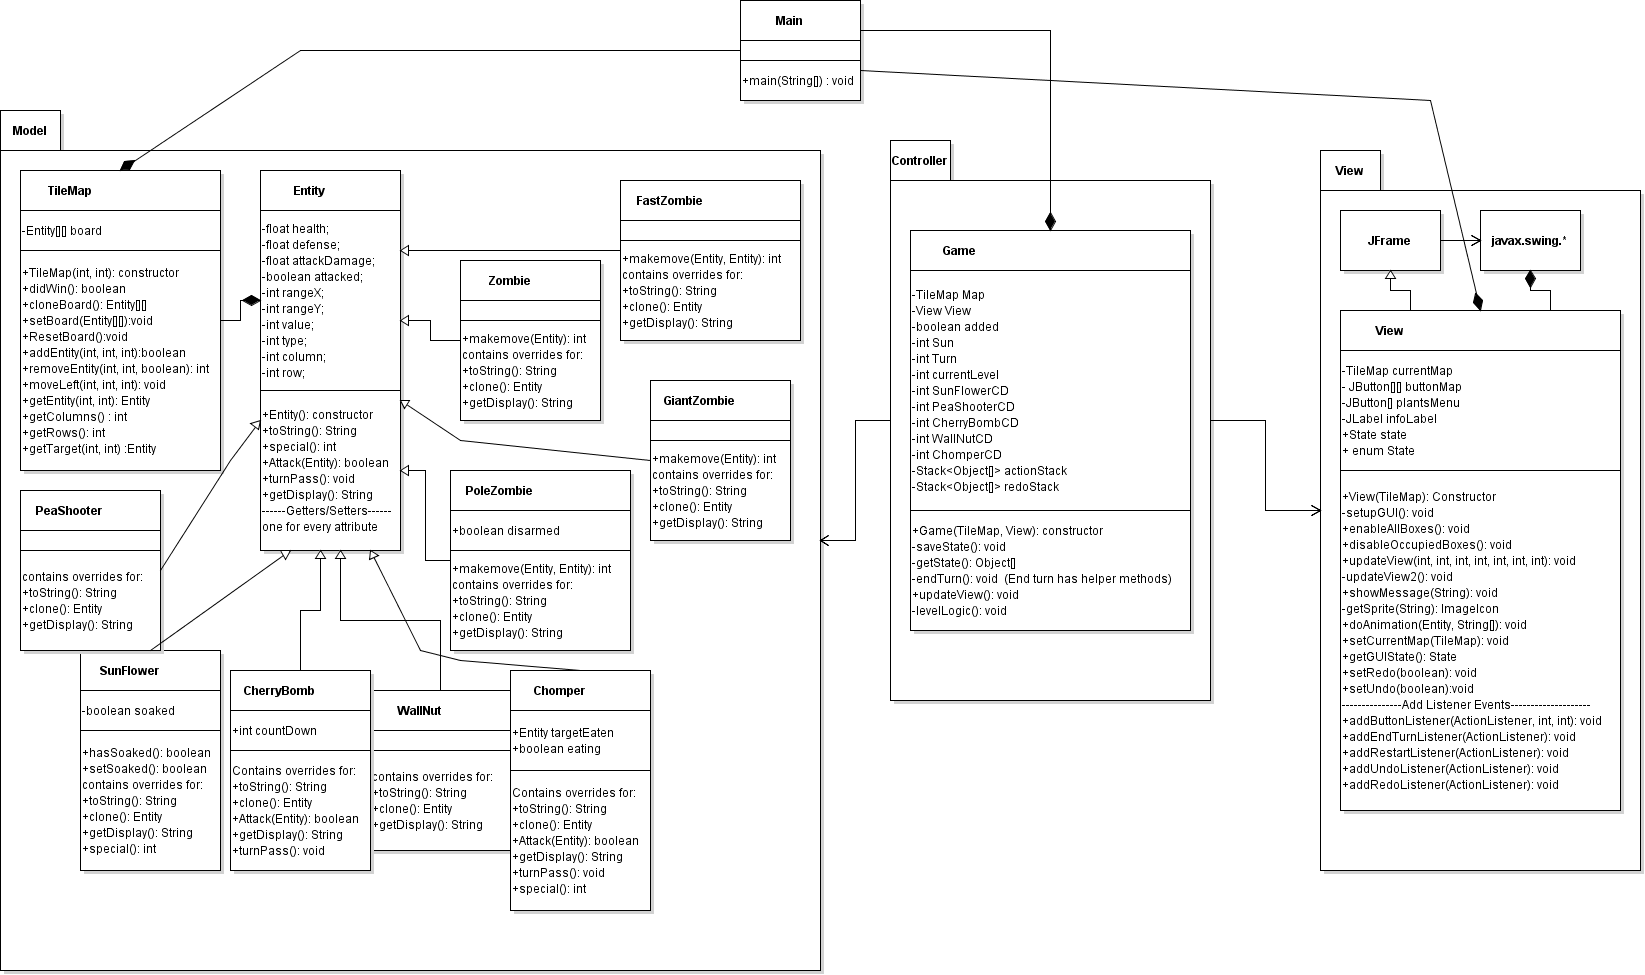 Main
+main(String[]) : void
Model
TileMap
-Entity[][] board
+TileMap(int, int): constructor
+didWin(): boolean
+cloneBoard(): Entity[][]
+setBoard(Entity[][]):void
+ResetBoard():void
+addEntity(int, int, int):boolean
+removeEntity(int, int, boolean): int
+moveLeft(int, int, int): void
+getEntity(int, int): Entity
+getColumns() : int
+getRows(): int
+getTarget(int, int) :Entity
Entity
-float health;
-float defense;
-float attackDamage;
-boolean attacked;
-int rangeX;
-int rangeY;
-int value;
-int type;
-int column;
-int row;
+Entity(): constructor
+toString(): String
+special(): int
+Attack(Entity): boolean
+turnPass(): void
+getDisplay(): String
------Getters/Setters------
one for every attribute
Zombie
+makemove(Entity): int
contains overrides for:
+toString(): String
+clone(): Entity
+getDisplay(): String
FastZombie
+makemove(Entity, Entity): int
contains overrides for:
+toString(): String
+clone(): Entity
+getDisplay(): String
GiantZombie
+makemove(Entity): int
contains overrides for:
+toString(): String
+clone(): Entity
+getDisplay(): String
PoleZombie
+boolean disarmed
+makemove(Entity, Entity): int
contains overrides for:
+toString(): String
+clone(): Entity
+getDisplay(): String
PeaShooter
contains overrides for:
+toString(): String
+clone(): Entity
+getDisplay(): String
SunFlower
-boolean soaked
+hasSoaked(): boolean
+setSoaked(): boolean
contains overrides for:
+toString(): String
+clone(): Entity
+getDisplay(): String
+special(): int
CherryBomb
+int countDown
Contains overrides for:
+toString(): String
+clone(): Entity
+Attack(Entity): boolean
+getDisplay(): String
+turnPass(): void
WallNut
contains overrides for:
+toString(): String
+clone(): Entity
+getDisplay(): String
Chomper
+Entity targetEaten
+boolean eating
Contains overrides for:
+toString(): String
+clone(): Entity
+Attack(Entity): boolean
+getDisplay(): String
+turnPass(): void
+special(): int
Controller
Game
-TileMap Map
-View View
-boolean added
-int Sun
-int Turn
-int currentLevel
-int SunFlowerCD
-int PeaShooterCD
-int CherryBombCD
-int WallNutCD
-int ChomperCD
-Stack<Object[]> actionStack
-Stack<Object[]> redoStack
+Game(TileMap, View): constructor
-saveState(): void
-getState(): Object[]
-endTurn(): void (End turn has helper methods)
+updateView(): void
-levelLogic(): void
View
JFrame
javax.swing.*
View
-TileMap currentMap
- JButton[][] buttonMap
-JButton[] plantsMenu
-JLabel infoLabel
+State state
+ enum State
+View(TileMap): Constructor
-setupGUI(): void
+enableAllBoxes(): void
+disableOccupiedBoxes(): void
+updateView(int, int, int, int, int, int, int): void
-updateView2(): void
+showMessage(String): void
-getSprite(String): ImageIcon
+doAnimation(Entity, String[]): void
+setCurrentMap(TileMap): void
+getGUIState(): State
+setRedo(boolean): void
+setUndo(boolean):void
---------------Add Listener Events--------------------
+addButtonListener(ActionListener, int, int): void
+addEndTurnListener(ActionListener): void
+addRestartListener(ActionListener): void
+addUndoListener(ActionListener): void
+addRedoListener(ActionListener): void